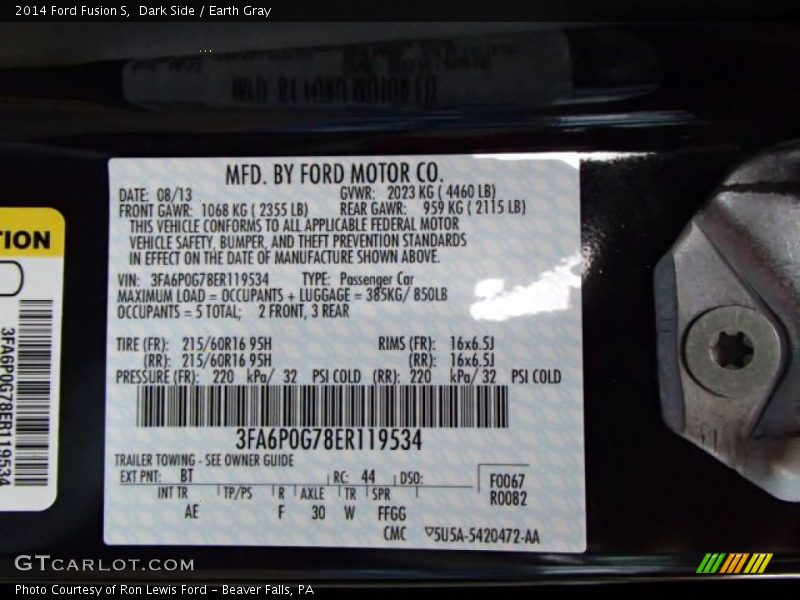 2014 Ford Fusion S,  Dark Side / Earth Gray
MFD. BY FORD MOTOR CO.
DATE: 08/13 GVWR: 2023 KG ( 4460 LB)
FRONT GAWR: 1068 KG ( 2355 LB) REAR GAWR: 959 KG ( 2115 LB)
THIS VEHICLE CONFORMS TO ALL APPLICABLE FEDERAL MOTOR
VEHICLE SAFETY, BUMPER, AND THEFT PREVENTION STANDARDS
IN EFFECT ON THE DATE OF MANUFACTURE SHOWN ABOVE.
VIN: 3FA6P0G78ER119534 TYPE: Passenger Car
MAXIMUM LOAD = OCCUPANTS + LUGGAGE = 385KG/ 850LB
OCCUPANTS = 5 TOTAL; 2 FRONT, 3 REAR
TIRE (FR): 215/60R16 95H RIMS (FR): 16x6.5J
(RR): 215/60R16 95H (RR): 16x6.5J
PRESSURE (FR): 220 kPa/ 32 PSI COLD (RR): 220 kPa/ 32 PSI COLD
3FA6P0G78ER119534
TRAILER TOWING - SEE OWNER GUIDE
EXT PNT: BT RC: 44 DSO:
F0067
R0082
INT TR TP/PS R AXLE TR SPR
AE F 30 W FFGG
CMC ▽5U5A-5420472-AA
TION
3FA6P0G78ER119534
GTCARLOT.COM
Photo Courtesy of Ron Lewis Ford - Beaver Falls, PA